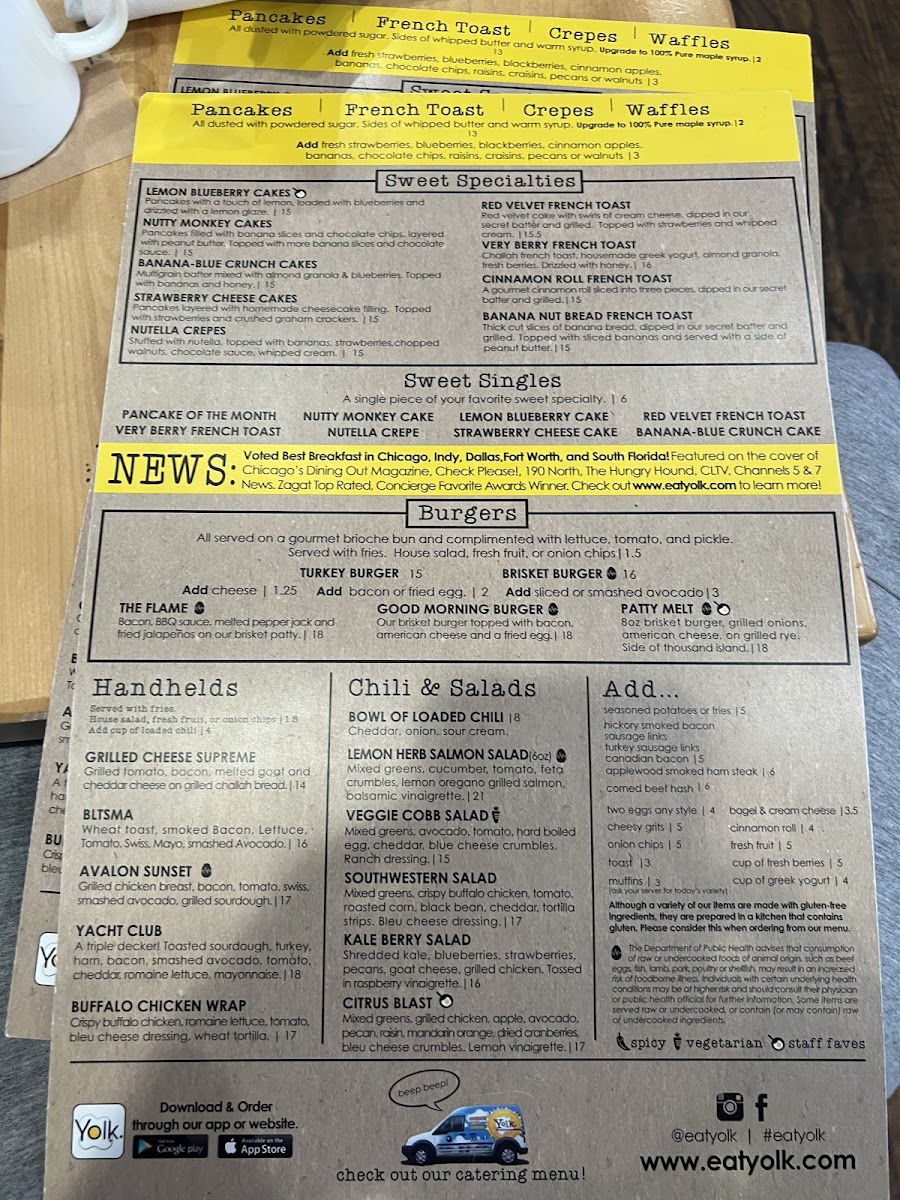 Pancakes | French Toast | Crepes | Waffles
All dusted with powdered sugar. Sides of whipped butter and warm syrup. Upgrade to 100% Pure maple syrup.|2
13
Add fresh strawberries, blueberries, blackberries, cinnamon apples,
bananas, chocolate chips, raisins, craisins, pecans or walnuts |3
Pancakes | French Toast | Crepes | Waffles
All dusted with powdered sugar. Sides of whipped butter and warm syrup. Upgrade to 100% Pure maple syrup.|2
13
Add fresh strawberries, blueberries, blackberries, cinnamon apples,
bananas, chocolate chips, raisins, craisins, pecans or walnuts |3
Sweet Specialties
LEMON BLUEBERRY CAKES
Pancakes with a touch of lemon, loaded with blueberries and
drizzled with a lemon glaze. | 15
NUTTY MONKEY CAKES
Pancakes filled with banana slices and chocolate chips, layered
with peanut butter. Topped with more banana slices and chocolate
sauce. | 15
BANANA-BLUE CRUNCH CAKES
Multigrain batter mixed with almond granola & blueberries. Topped
with bananas and honey.| 15
STRAWBERRY CHEESE CAKES
Pancakes layered with homemade cheesecake filling. Topped
with strawberries and crushed graham crackers. |15
NUTELLA CREPES
Stuffed with nutella, topped with bananas, strawberries,chopped
walnuts, chocolate sauce, whipped cream. | 15
RED VELVET FRENCH TOAST
Red velvet cake with swirls of cream cheese, dipped in our
secret batter and grilled. Topped with strawberries and whipped
cream. |15.5
VERY BERRY FRENCH TOAST
Challah french toast, housemade greek yogurt, almond granola,
fresh berries. Drizzled with honey.| 16
CINNAMON ROLL FRENCH TOAST
A gourmet cinnamon roll sliced into three pieces, dipped in our secret
batter and grilled.|15
BANANA NUT BREAD FRENCH TOAST
Thick cut slices of banana bread, dipped in our secret batter and
grilled. Topped with sliced bananas and served with a side of
peanut butter.|15
Sweet Singles
A single piece of your favorite sweet specialty. | 6
PANCAKE OF THE MONTH NUTTY MONKEY CAKE LEMON BLUEBERRY CAKE RED VELVET FRENCH TOAST
VERY BERRY FRENCH TOAST NUTELLA CREPE STRAWBERRY CHEESE CAKE BANANA-BLUE CRUNCH CAKE
NEWS: Voted Best Breakfast in Chicago, Indy, Dallas,Fort Worth, and South Florida! Featured on the cover of
Chicago's Dining Out Magazine, Check Please!, 190 North, The Hungry Hound, CLTV, Channels 5 & 7
News. Zagat Top Rated, Concierge Favorite Awards Winner. Check out www.eatyolk.com to learn more!
Burgers
All served on a gourmet brioche bun and complimented with lettuce, tomato, and pickle.
Served with fries. House salad, fresh fruit, or onion chips|1.5
TURKEY BURGER 15 BRISKET BURGER 16
Add cheese | 1.25 Add bacon or fried egg. | 2 Add sliced or smashed avocado|3
THE FLAME
Bacon, BBQ sauce, melted pepper jack and
fried jalapeños on our brisket patty.| 18
GOOD MORNING BURGER
Our brisket burger topped with bacon,
american cheese and a fried egg.| 18
PATTY MELT
8oz brisket burger, grilled onions,
american cheese, on grilled rye.
Side of thousand island.|18
Handhelds
Served with fries.
House salad, fresh fruit, or onion chips |1.5
Add cup of loaded chili |4
GRILLED CHEESE SUPREME
Grilled tomato, bacon, melted goat and
cheddar cheese on grilled challah bread.|14
BLTSMA
Wheat toast, smoked Bacon, Lettuce,
Tomato, Swiss, Mayo, smashed Avocado.| 16
AVALON SUNSET
Grilled chicken breast, bacon, tomato, swiss,
smashed avocado, grilled sourdough.|17
YACHT CLUB
A triple decker! Toasted sourdough, turkey,
ham, bacon, smashed avocado, tomato,
cheddar, romaine lettuce, mayonnaise.|18
BUFFALO CHICKEN WRAP
Crispy buffalo chicken, romaine lettuce, tomato,
bleu cheese dressing, wheat tortilla. | 17
Chili & Salads
BOWL OF LOADED CHILI |8
Cheddar, onion, sour cream.
LEMON HERB SALMON SALAD(6oz)
Mixed greens, cucumber, tomato, feta
crumbles, lemon oregano grilled salmon,
balsamic vinaigrette.|21
VEGGIE COBB SALAD
Mixed greens, avocado, tomato, hard boiled
egg, cheddar, blue cheese crumbles.
Ranch dressing.|15
SOUTHWESTERN SALAD
Mixed greens, crispy buffalo chicken, tomato,
roasted corn, black bean, cheddar, tortilla
strips. Bleu cheese dressing.|17
KALE BERRY SALAD
Shredded kale, blueberries, strawberries,
pecans, goat cheese, grilled chicken. Tossed
in raspberry vinaigrette.|16
CITRUS BLAST
Mixed greens, grilled chicken, apple, avocado,
pecan, raisin, mandarin orange, dried cranberries,
bleu cheese crumbles. Lemon vinaigrette.|17
Add...
seasoned potatoes or fries |5
hickory smoked bacon
sausage links
turkey sausage links
canadian bacon |5
applewood smoked ham steak | 6
corned beef hash | 6
two eggs any style | 4 bagel & cream cheese |3.5
cheesy grits | 5 cinnamon roll | 4
onion chips | 5 fresh fruit | 5
toast |3 cup of fresh berries | 5
muffins | 3 cup of greek yogurt | 4
(ask your server for today's variety)
Although a variety of our items are made with gluten-free
ingredients, they are prepared in a kitchen that contains
gluten. Please consider this when ordering from our menu.
The Department of Public Health advises that consumption
of raw or undercooked foods of animal origin, such as beef
eggs, fish, lamb, pork, poultry or shellfish, may result in an increased
risk of foodborne illness. Individuals with certain underlying health
conditions may be at higher risk and should consult their physician
or public health official for further information. Some items are
served raw or undercooked, or contain (or may contain) raw
or undercooked ingredients.
spicy vegetarian staff faves
Yolk.
Download & Order
through our app or website.
Google play
Available on the
App Store
beep beep!
Yolk.
check out our catering menu!
@eatyolk | #eatyolk
www.eatyolk.com